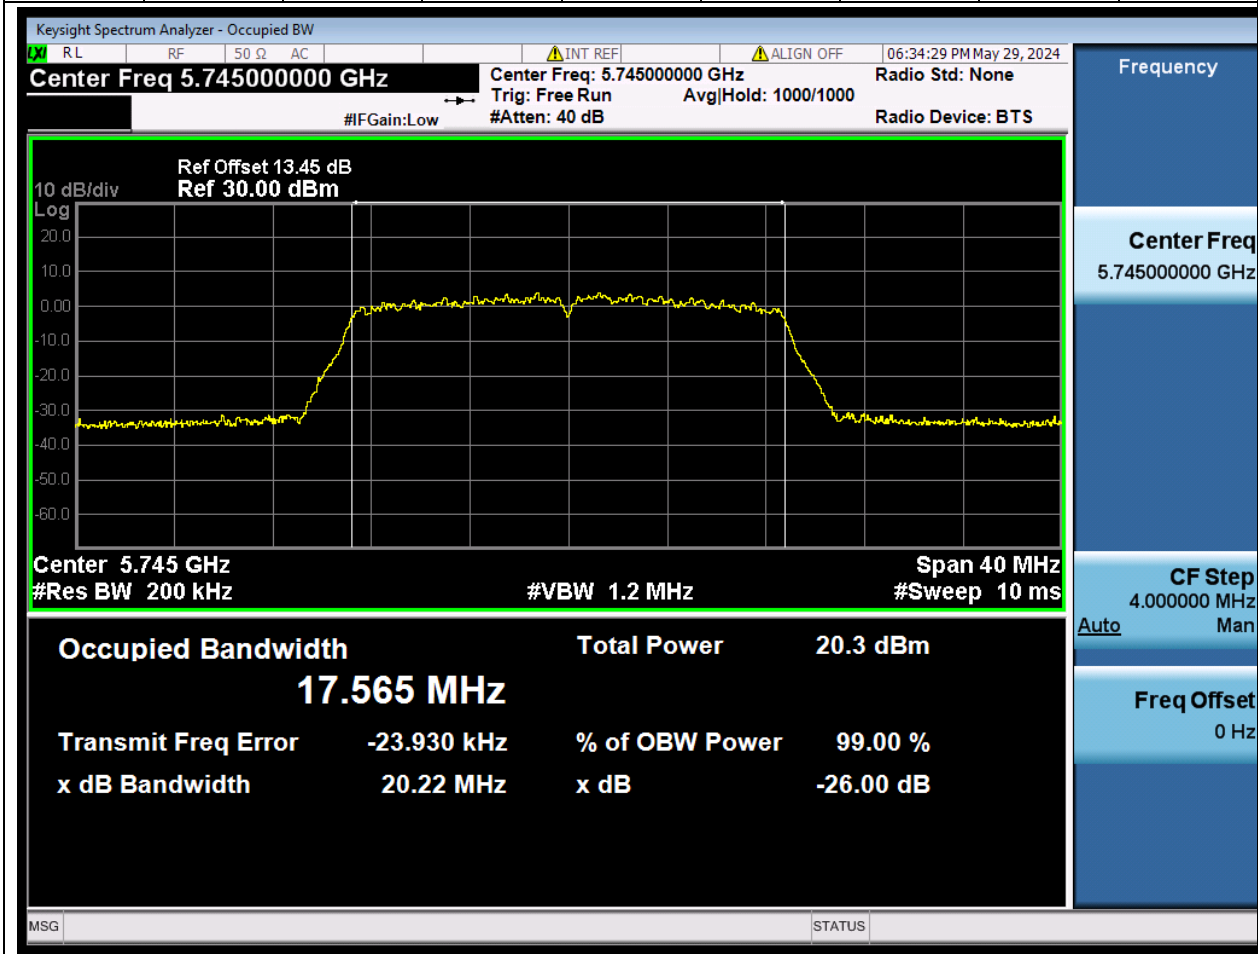 Keysight Spectrum Analyzer - Occupied BW
LXI RL RF 50 Ω AC INT REF ALIGN OFF 06:34:29 PM May 29, 2024
Center Freq 5.745000000 GHz Center Freq: 5.745000000 GHz Radio Std: None
Trig: Free Run Avg|Hold: 1000/1000
#IFGain:Low #Atten: 40 dB Radio Device: BTS
Ref Offset 13.45 dB
10 dB/div Ref 30.00 dBm
Log
20.0
10.0
0.00
-10.0
-20.0
-30.0
-40.0
-50.0
-60.0
Center 5.745 GHz Span 40 MHz
#Res BW 200 kHz #VBW 1.2 MHz #Sweep 10 ms
Occupied Bandwidth Total Power 20.3 dBm
17.565 MHz
Transmit Freq Error -23.930 kHz % of OBW Power 99.00 %
x dB Bandwidth 20.22 MHz x dB -26.00 dB
MSG STATUS
Frequency
Center Freq
5.745000000 GHz
CF Step
4.000000 MHz
Auto Man
Freq Offset
0 Hz